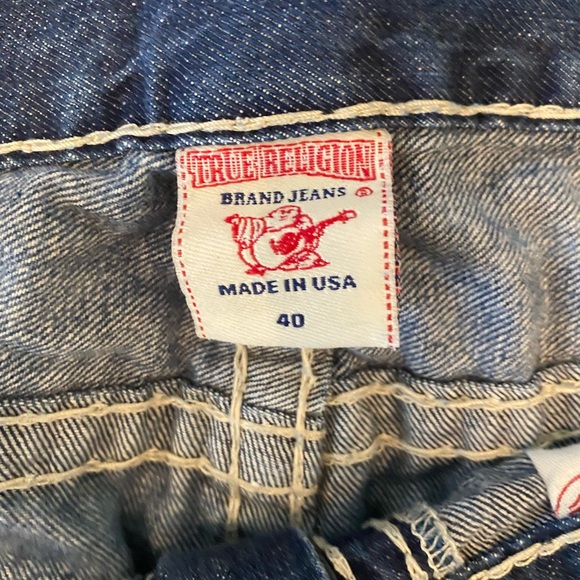 TRUE RELIGION
BRAND JEANS ®
MADE IN USA
40